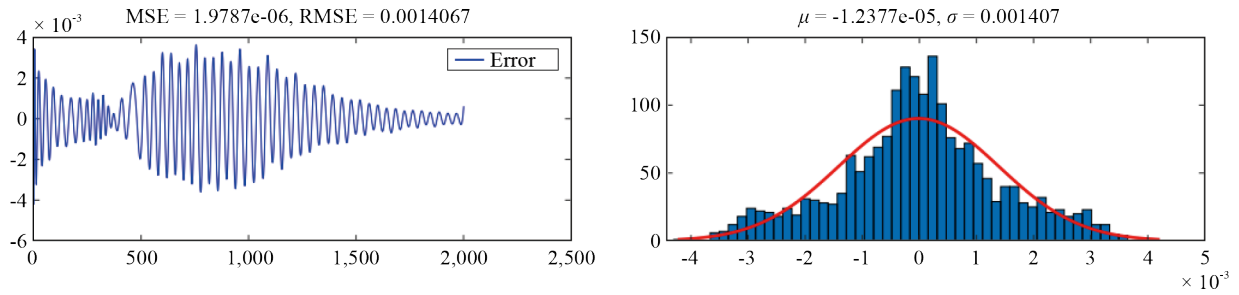 MSE = 1.9787e-06, RMSE = 0.0014067
× 10⁻³
4
2
0
-2
-4
-6
Error
0 500 1,000 1,500 2,000 2,500
μ = -1.2377e-05, σ = 0.001407
150
100
50
0
-4 -3 -2 -1 0 1 2 3 4 5
× 10⁻³